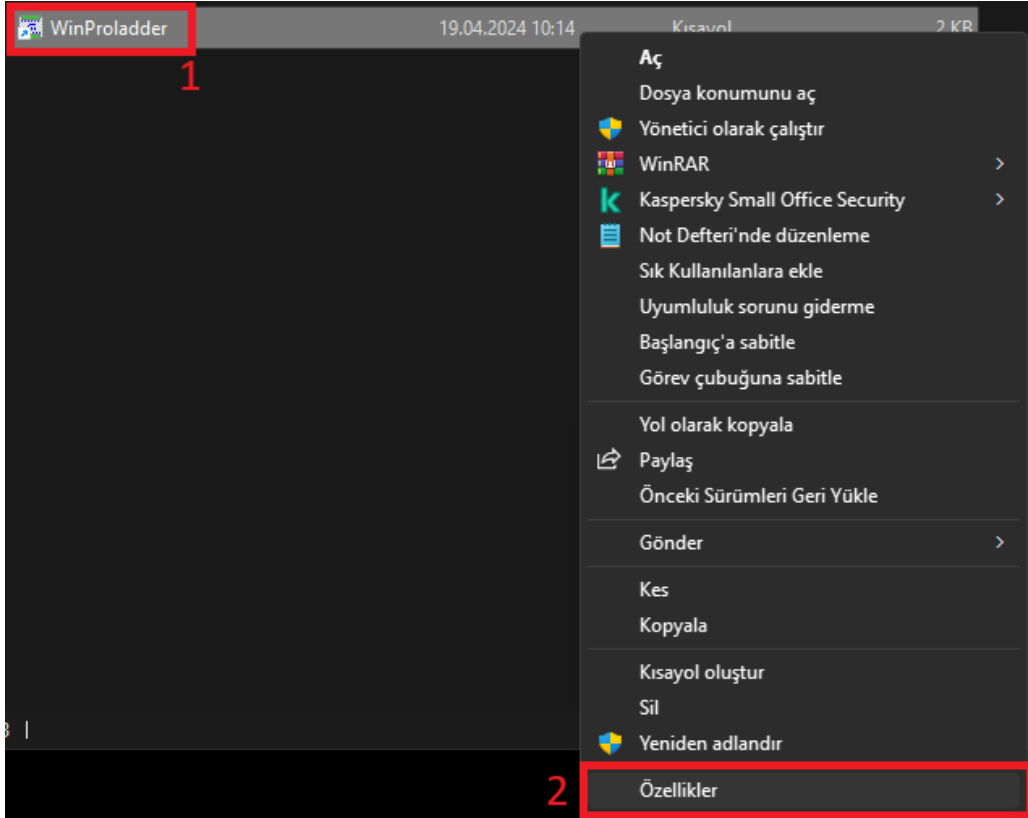 WinProladder 19.04.2024 10:14 Kısayol 2 KB
1
Aç
Dosya konumunu aç
Yönetici olarak çalıştır
WinRAR
Kaspersky Small Office Security
Not Defteri'nde düzenleme
Sık Kullanılanlara ekle
Uyumluluk sorunu giderme
Başlangıç'a sabitle
Görev çubuğuna sabitle
Yol olarak kopyala
Paylaş
Önceki Sürümleri Geri Yükle
Gönder
Kes
Kopyala
Kısayol oluştur
Sil
Yeniden adlandır
2
Özellikler